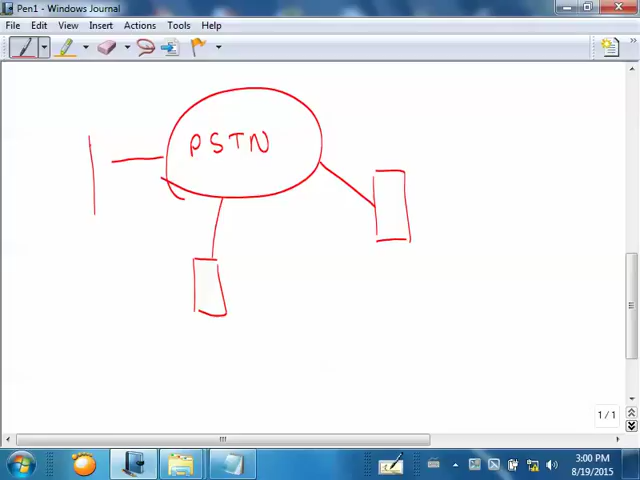 Pen1 - Windows Journal
File Edit View Insert Actions Tools Help
PSTN
1 / 1
3:00 PM
8/19/2015